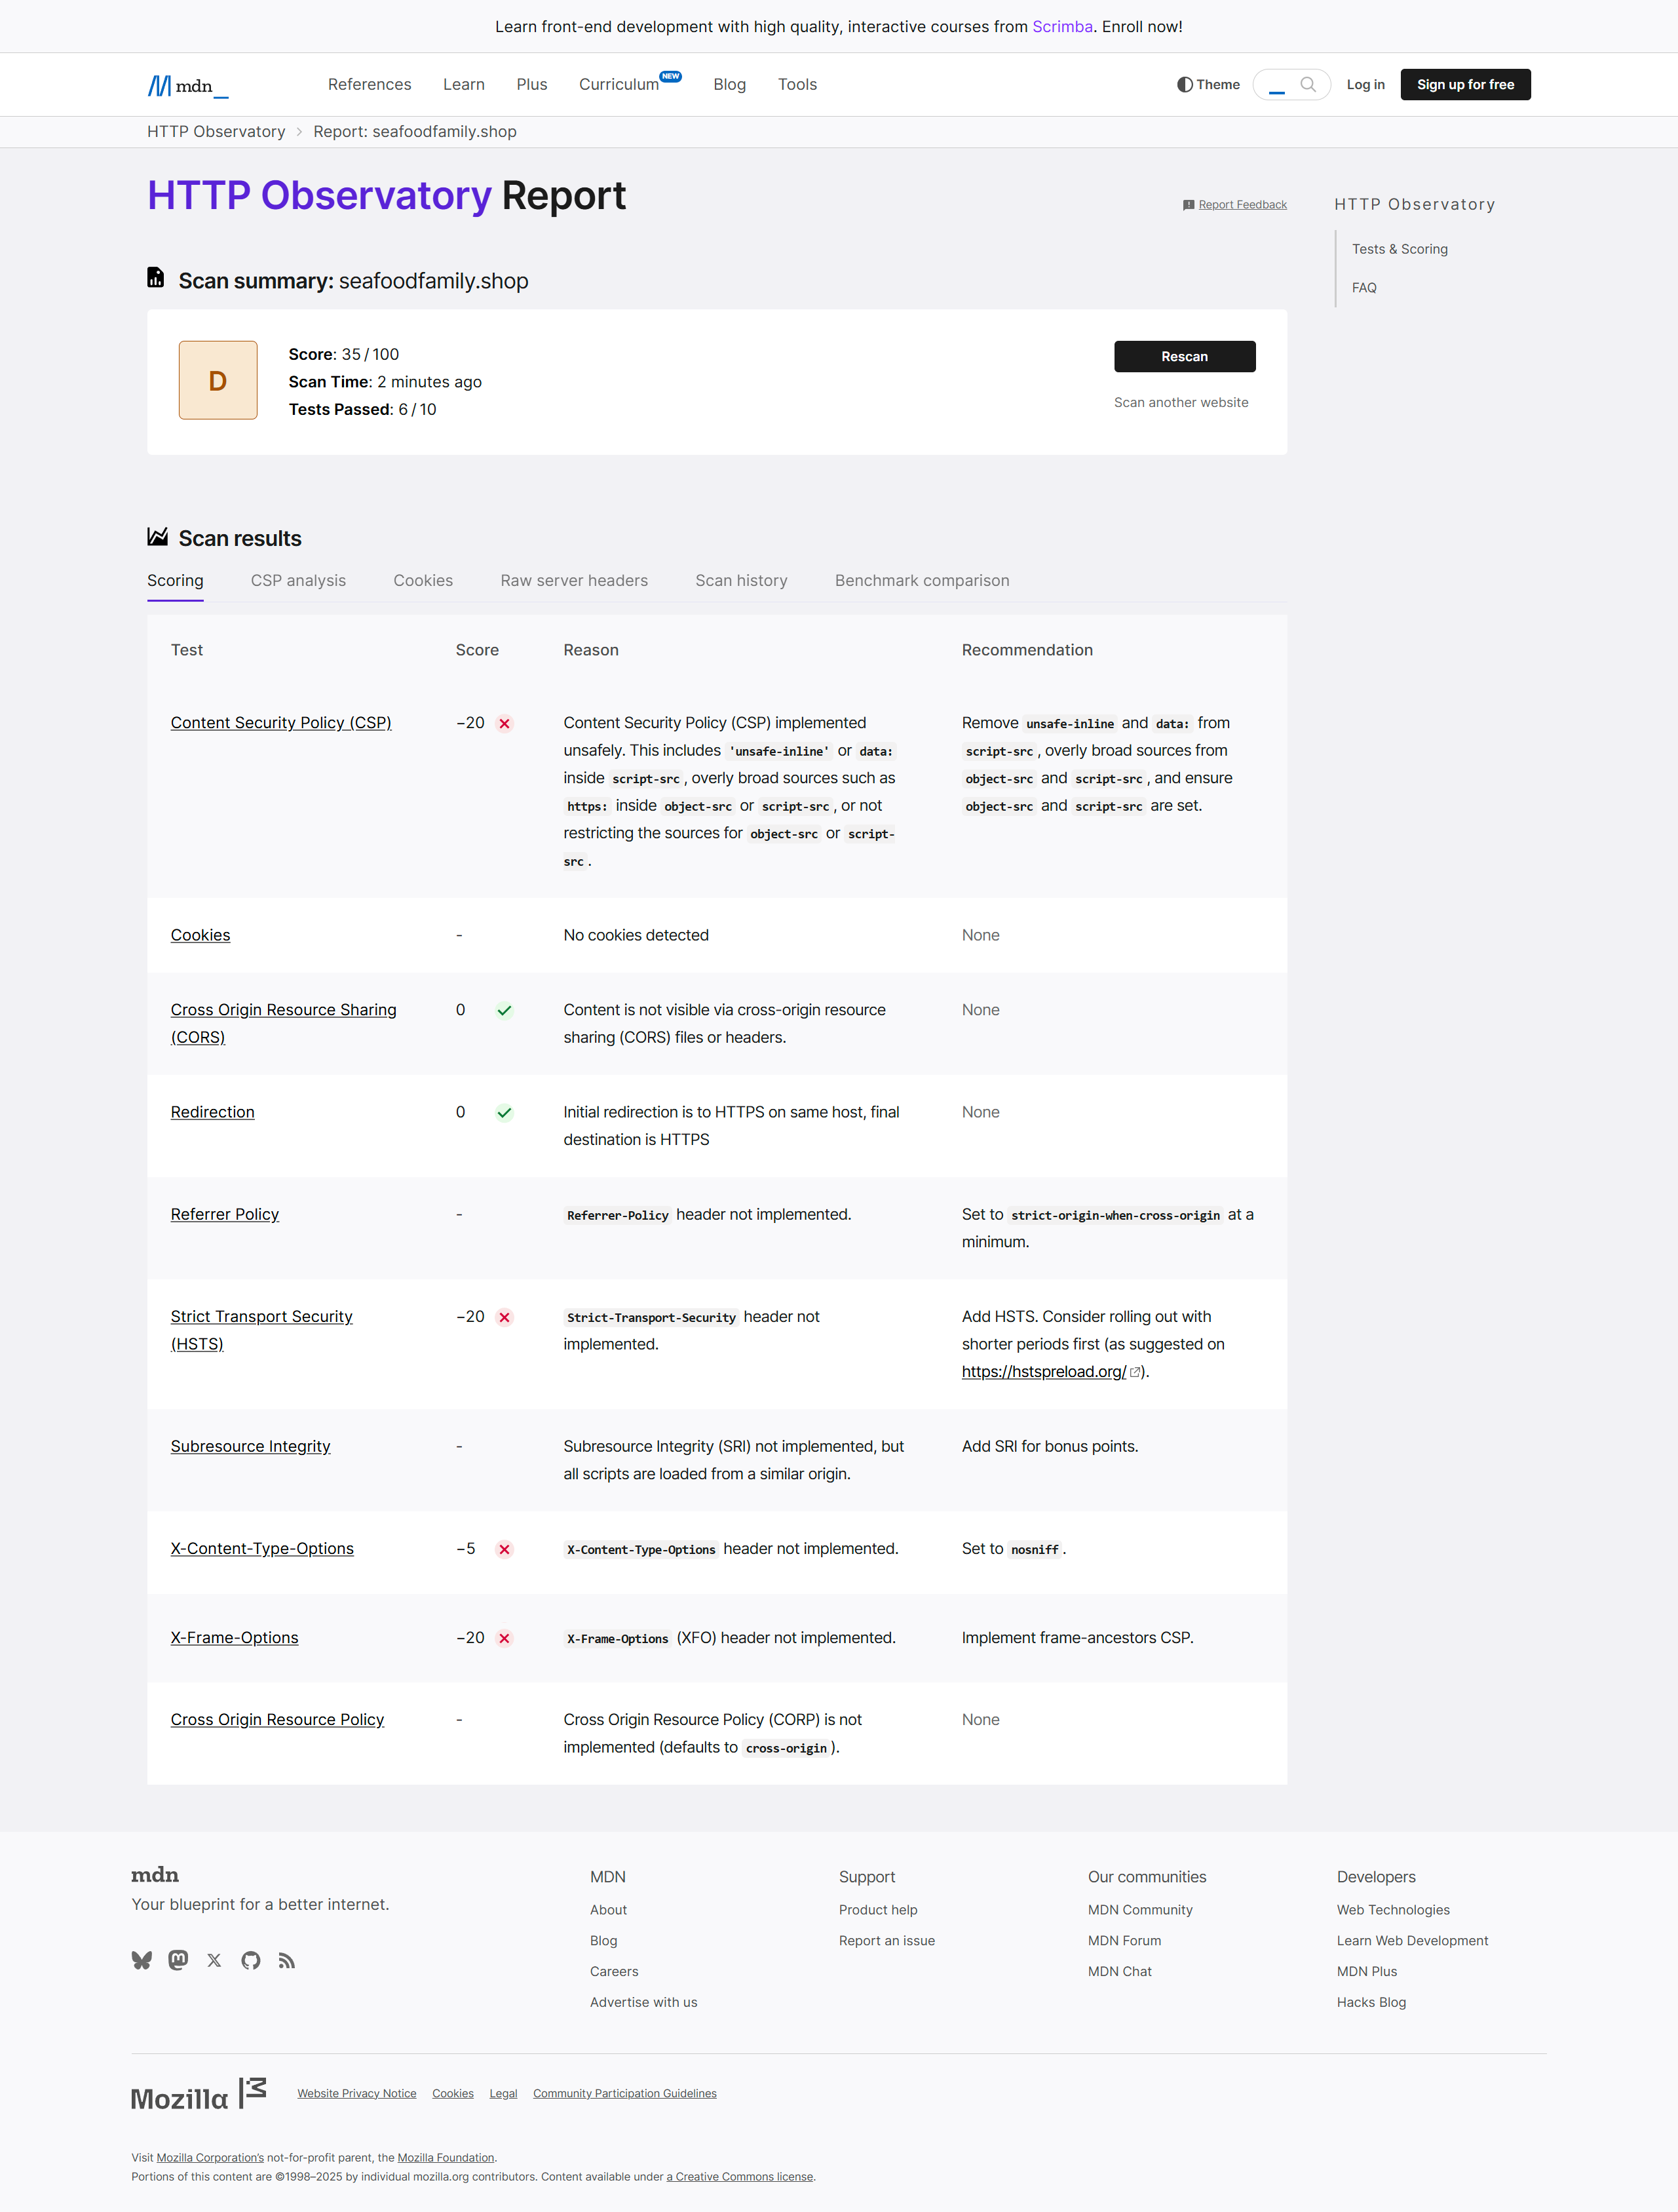 Learn front-end development with high quality, interactive courses from Scrimba. Enroll now!
mdn_
References Learn Plus Curriculum NEW Blog Tools
Theme Log in Sign up for free
HTTP Observatory > Report: seafoodfamily.shop
HTTP Observatory Report
Report Feedback
HTTP Observatory
Tests & Scoring
FAQ
Scan summary: seafoodfamily.shop
D
Score: 35 / 100
Scan Time: 2 minutes ago
Tests Passed: 6 / 10
Rescan
Scan another website
Scan results
Scoring CSP analysis Cookies Raw server headers Scan history Benchmark comparison
Test Score Reason Recommendation
Content Security Policy (CSP)
−20
Content Security Policy (CSP) implemented
unsafely. This includes 'unsafe-inline' or data:
inside script-src, overly broad sources such as
https: inside object-src or script-src, or not
restricting the sources for object-src or script-
src.
Remove unsafe-inline and data: from
script-src, overly broad sources from
object-src and script-src, and ensure
object-src and script-src are set.
Cookies
-
No cookies detected
None
Cross Origin Resource Sharing
(CORS)
0
Content is not visible via cross-origin resource
sharing (CORS) files or headers.
None
Redirection
0
Initial redirection is to HTTPS on same host, final
destination is HTTPS
None
Referrer Policy
-
Referrer-Policy header not implemented.
Set to strict-origin-when-cross-origin at a
minimum.
Strict Transport Security
(HSTS)
−20
Strict-Transport-Security header not
implemented.
Add HSTS. Consider rolling out with
shorter periods first (as suggested on
https://hstspreload.org/).
Subresource Integrity
-
Subresource Integrity (SRI) not implemented, but
all scripts are loaded from a similar origin.
Add SRI for bonus points.
X-Content-Type-Options
−5
X-Content-Type-Options header not implemented.
Set to nosniff.
X-Frame-Options
−20
X-Frame-Options (XFO) header not implemented.
Implement frame-ancestors CSP.
Cross Origin Resource Policy
-
Cross Origin Resource Policy (CORP) is not
implemented (defaults to cross-origin).
None
mdn
Your blueprint for a better internet.
MDN
About
Blog
Careers
Advertise with us
Support
Product help
Report an issue
Our communities
MDN Community
MDN Forum
MDN Chat
Developers
Web Technologies
Learn Web Development
MDN Plus
Hacks Blog
Mozilla
Website Privacy Notice Cookies Legal Community Participation Guidelines
Visit Mozilla Corporation's not-for-profit parent, the Mozilla Foundation.
Portions of this content are ©1998–2025 by individual mozilla.org contributors. Content available under a Creative Commons license.